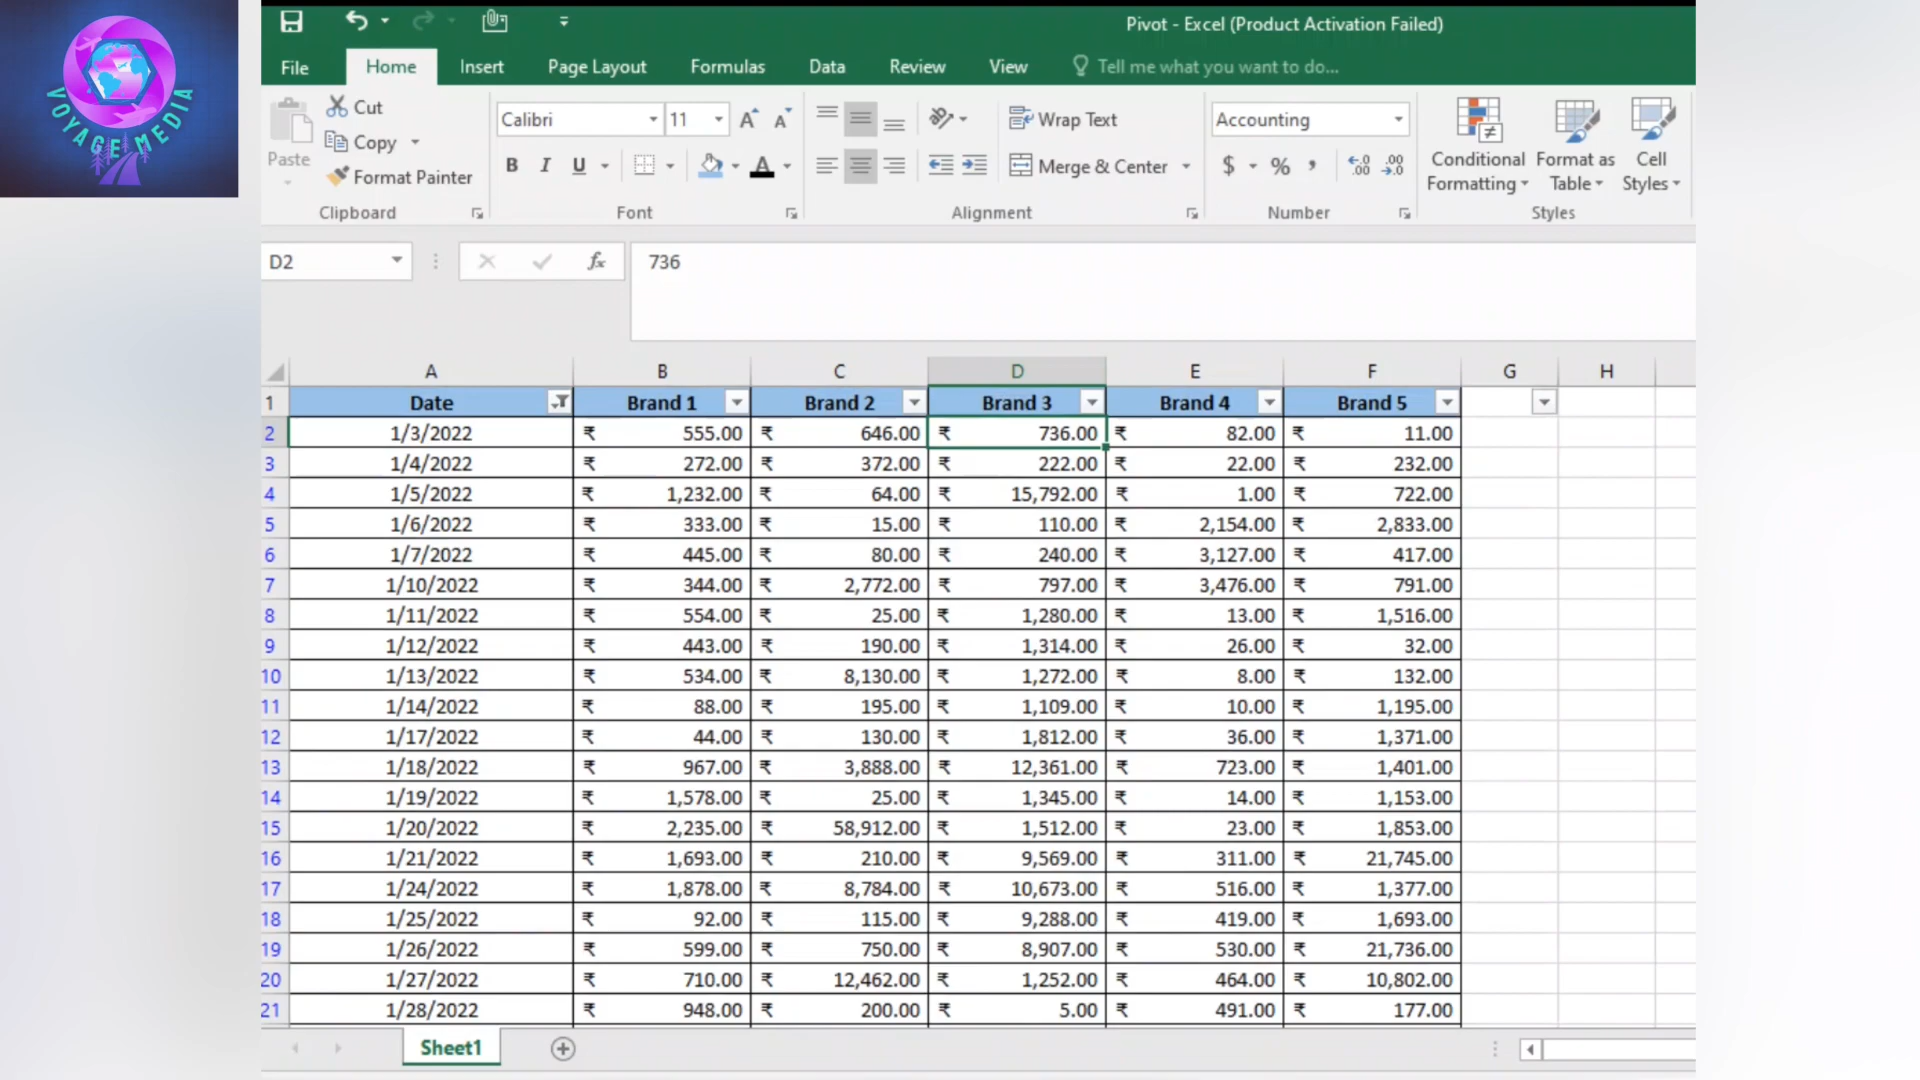 VOYAGE MEDIA
Pivot - Excel (Product Activation Failed)
File Home Insert Page Layout Formulas Data Review View Tell me what you want to do...
Paste
Cut
Copy
Format Painter
Clipboard
Calibri 11
B I U
Font
Wrap Text
Merge & Center
Alignment
Accounting
$ % ,
Number
Conditional Formatting
Format as Table
Cell Styles
Styles
D2 fx 736
A B C D E F G H
1 Date Brand 1 Brand 2 Brand 3 Brand 4 Brand 5
2 1/3/2022 ₹ 555.00 ₹ 646.00 ₹ 736.00 ₹ 82.00 ₹ 11.00
3 1/4/2022 ₹ 272.00 ₹ 372.00 ₹ 222.00 ₹ 22.00 ₹ 232.00
4 1/5/2022 ₹ 1,232.00 ₹ 64.00 ₹ 15,792.00 ₹ 1.00 ₹ 722.00
5 1/6/2022 ₹ 333.00 ₹ 15.00 ₹ 110.00 ₹ 2,154.00 ₹ 2,833.00
6 1/7/2022 ₹ 445.00 ₹ 80.00 ₹ 240.00 ₹ 3,127.00 ₹ 417.00
7 1/10/2022 ₹ 344.00 ₹ 2,772.00 ₹ 797.00 ₹ 3,476.00 ₹ 791.00
8 1/11/2022 ₹ 554.00 ₹ 25.00 ₹ 1,280.00 ₹ 13.00 ₹ 1,516.00
9 1/12/2022 ₹ 443.00 ₹ 190.00 ₹ 1,314.00 ₹ 26.00 ₹ 32.00
10 1/13/2022 ₹ 534.00 ₹ 8,130.00 ₹ 1,272.00 ₹ 8.00 ₹ 132.00
11 1/14/2022 ₹ 88.00 ₹ 195.00 ₹ 1,109.00 ₹ 10.00 ₹ 1,195.00
12 1/17/2022 ₹ 44.00 ₹ 130.00 ₹ 1,812.00 ₹ 36.00 ₹ 1,371.00
13 1/18/2022 ₹ 967.00 ₹ 3,888.00 ₹ 12,361.00 ₹ 723.00 ₹ 1,401.00
14 1/19/2022 ₹ 1,578.00 ₹ 25.00 ₹ 1,345.00 ₹ 14.00 ₹ 1,153.00
15 1/20/2022 ₹ 2,235.00 ₹ 58,912.00 ₹ 1,512.00 ₹ 23.00 ₹ 1,853.00
16 1/21/2022 ₹ 1,693.00 ₹ 210.00 ₹ 9,569.00 ₹ 311.00 ₹ 21,745.00
17 1/24/2022 ₹ 1,878.00 ₹ 8,784.00 ₹ 10,673.00 ₹ 516.00 ₹ 1,377.00
18 1/25/2022 ₹ 92.00 ₹ 115.00 ₹ 9,288.00 ₹ 419.00 ₹ 1,693.00
19 1/26/2022 ₹ 599.00 ₹ 750.00 ₹ 8,907.00 ₹ 530.00 ₹ 21,736.00
20 1/27/2022 ₹ 710.00 ₹ 12,462.00 ₹ 1,252.00 ₹ 464.00 ₹ 10,802.00
21 1/28/2022 ₹ 948.00 ₹ 200.00 ₹ 5.00 ₹ 491.00 ₹ 177.00
Sheet1